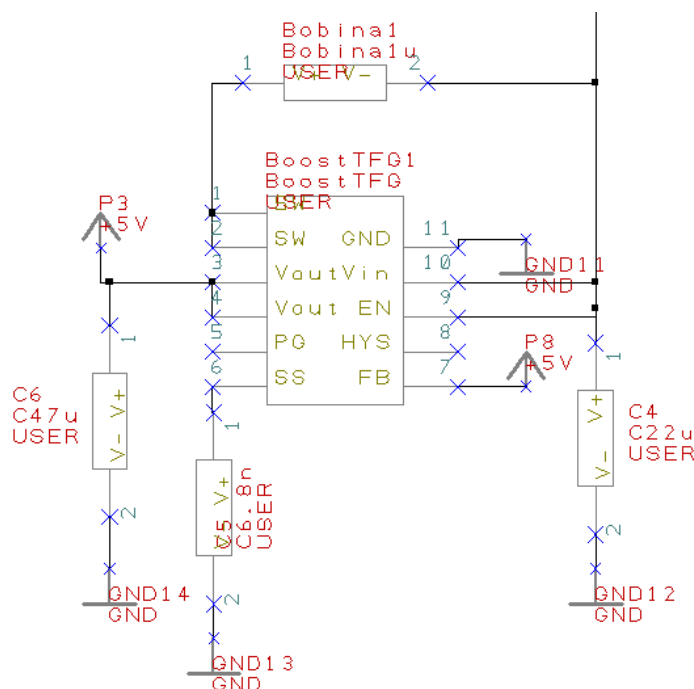 Bobina1
Bobina1u
USER
1
V+
V-
2
BoostTFG1
BoostTFG
USER
P3
+5V
1
SW
2
SW
GND
11
3
Vout
Vin
10
4
Vout
EN
9
5
PG
HYS
8
6
SS
FB
7
GND11
GND
P8
+5V
1
C6
C47u
USER
V+
V-
2
GND14
GND
1
C5
C6.8n
USER
V+
V-
2
GND13
GND
1
C4
C22u
USER
V+
V-
2
GND12
GND